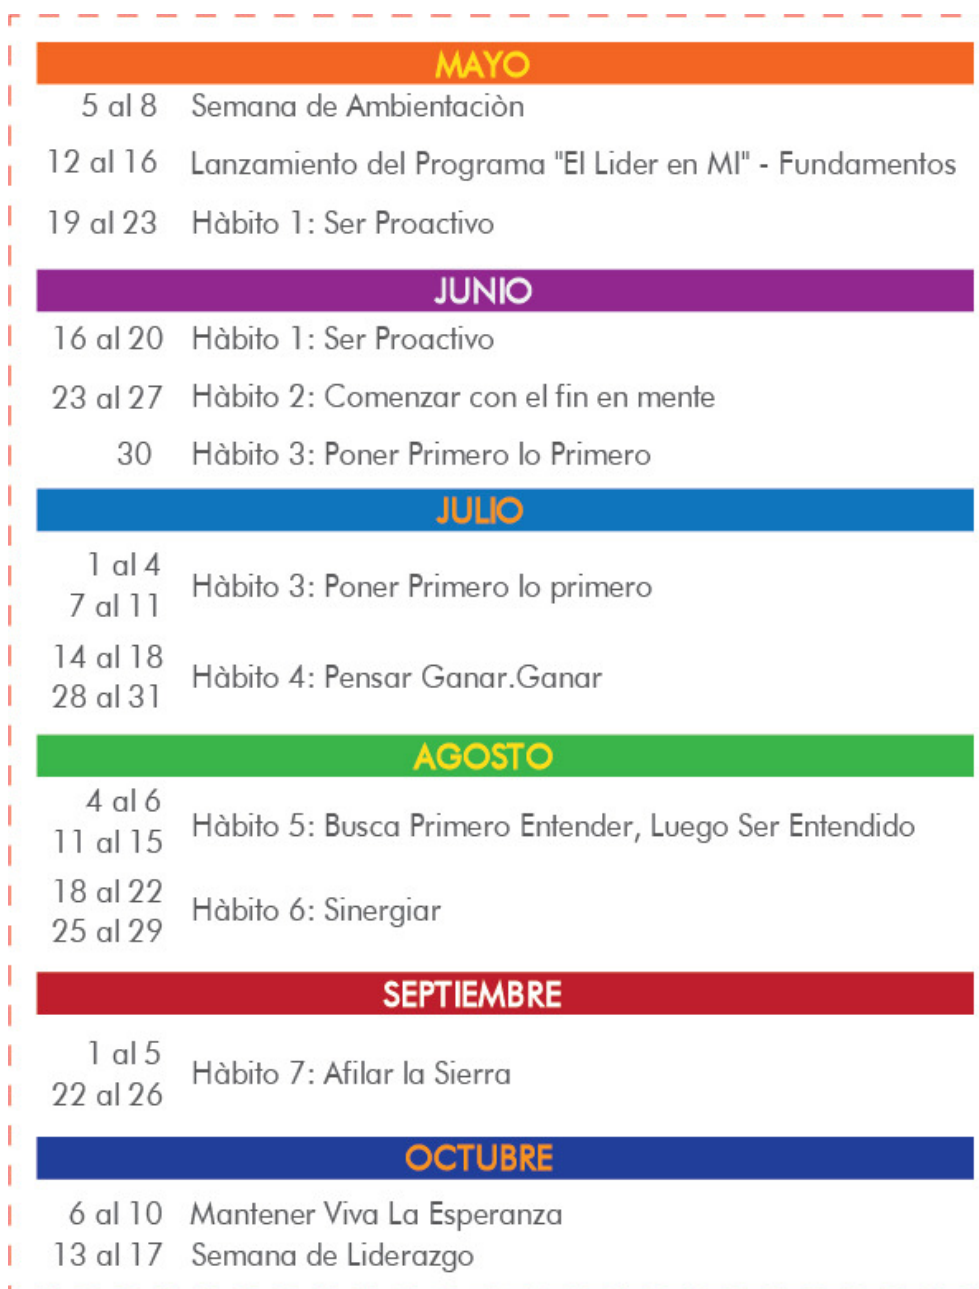 MAYO
5 al 8 Semana de Ambientaciòn
12 al 16 Lanzamiento del Programa "El Lider en MI" - Fundamentos
19 al 23 Hàbito 1: Ser Proactivo
JUNIO
16 al 20 Hàbito 1: Ser Proactivo
23 al 27 Hàbito 2: Comenzar con el fin en mente
30 Hàbito 3: Poner Primero lo Primero
JULIO
1 al 4
7 al 11
Hàbito 3: Poner Primero lo primero
14 al 18
28 al 31
Hàbito 4: Pensar Ganar.Ganar
AGOSTO
4 al 6
11 al 15
Hàbito 5: Busca Primero Entender, Luego Ser Entendido
18 al 22
25 al 29
Hàbito 6: Sinergiar
SEPTIEMBRE
1 al 5
22 al 26
Hàbito 7: Afilar la Sierra
OCTUBRE
6 al 10 Mantener Viva La Esperanza
13 al 17 Semana de Liderazgo